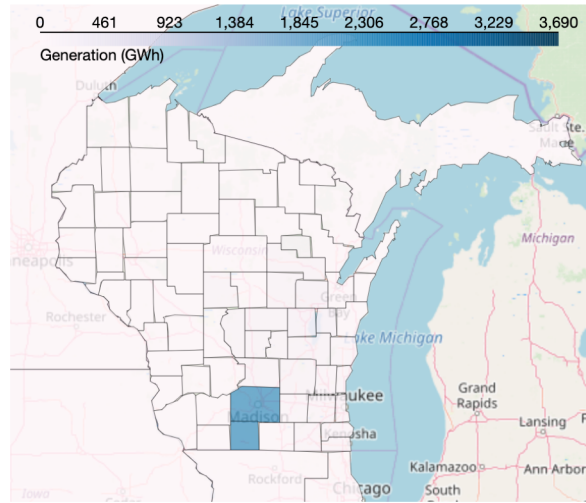 0 461 923 1,384 1,845 2,306 2,768 3,229 3,690
Lake Superior
Generation (GWh)
Duluth
Sault Ste.
Marie
Michigan
Wisconsin
Green
Bay
Rochester
Lake Michigan
Grand
Rapids
Milwaukee
Madison
Lansing
Kenosha
Kalamazoo
Ann Arbor
Rockford
South
Iowa
Chicago